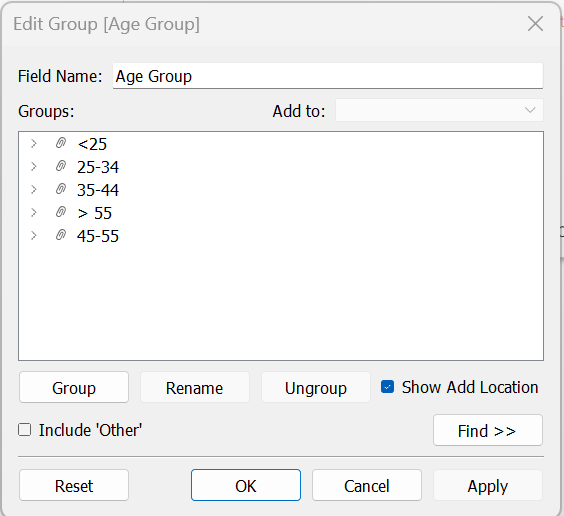 Edit Group [Age Group]
Field Name: Age Group
Groups: Add to:
<25
25-34
35-44
> 55
45-55
Group Rename Ungroup Show Add Location
Include 'Other' Find >>
Reset OK Cancel Apply